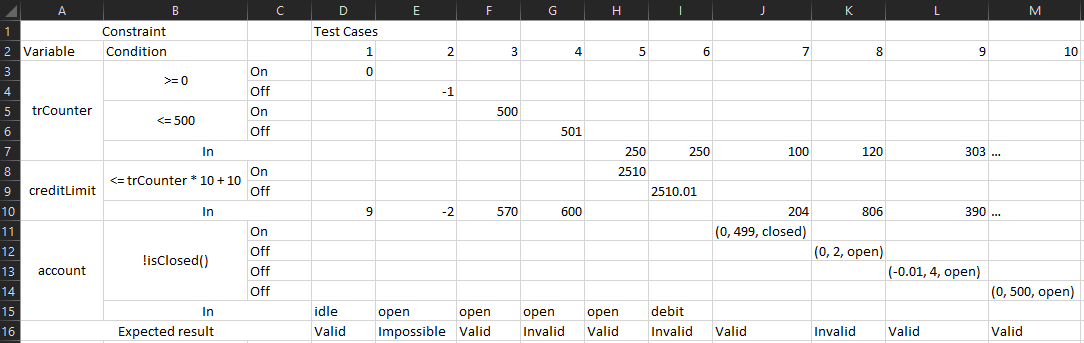 A B C D E F G H I J K L M
1 Constraint Test Cases
2 Variable Condition 1 2 3 4 5 6 7 8 9 10
3 trCounter >= 0 On 0
4 Off -1
5 <= 500 On 500
6 Off 501
7 In 250 250 100 120 303 ...
8 creditLimit <= trCounter * 10 + 10 On 2510
9 Off 2510.01
10 In 9 -2 570 600 204 806 390 ...
11 account !isClosed() On (0, 499, closed)
12 Off (0, 2, open)
13 Off (-0.01, 4, open)
14 Off (0, 500, open)
15 In idle open open open open debit
16 Expected result Valid Impossible Valid Invalid Valid Invalid Valid Invalid Valid Valid